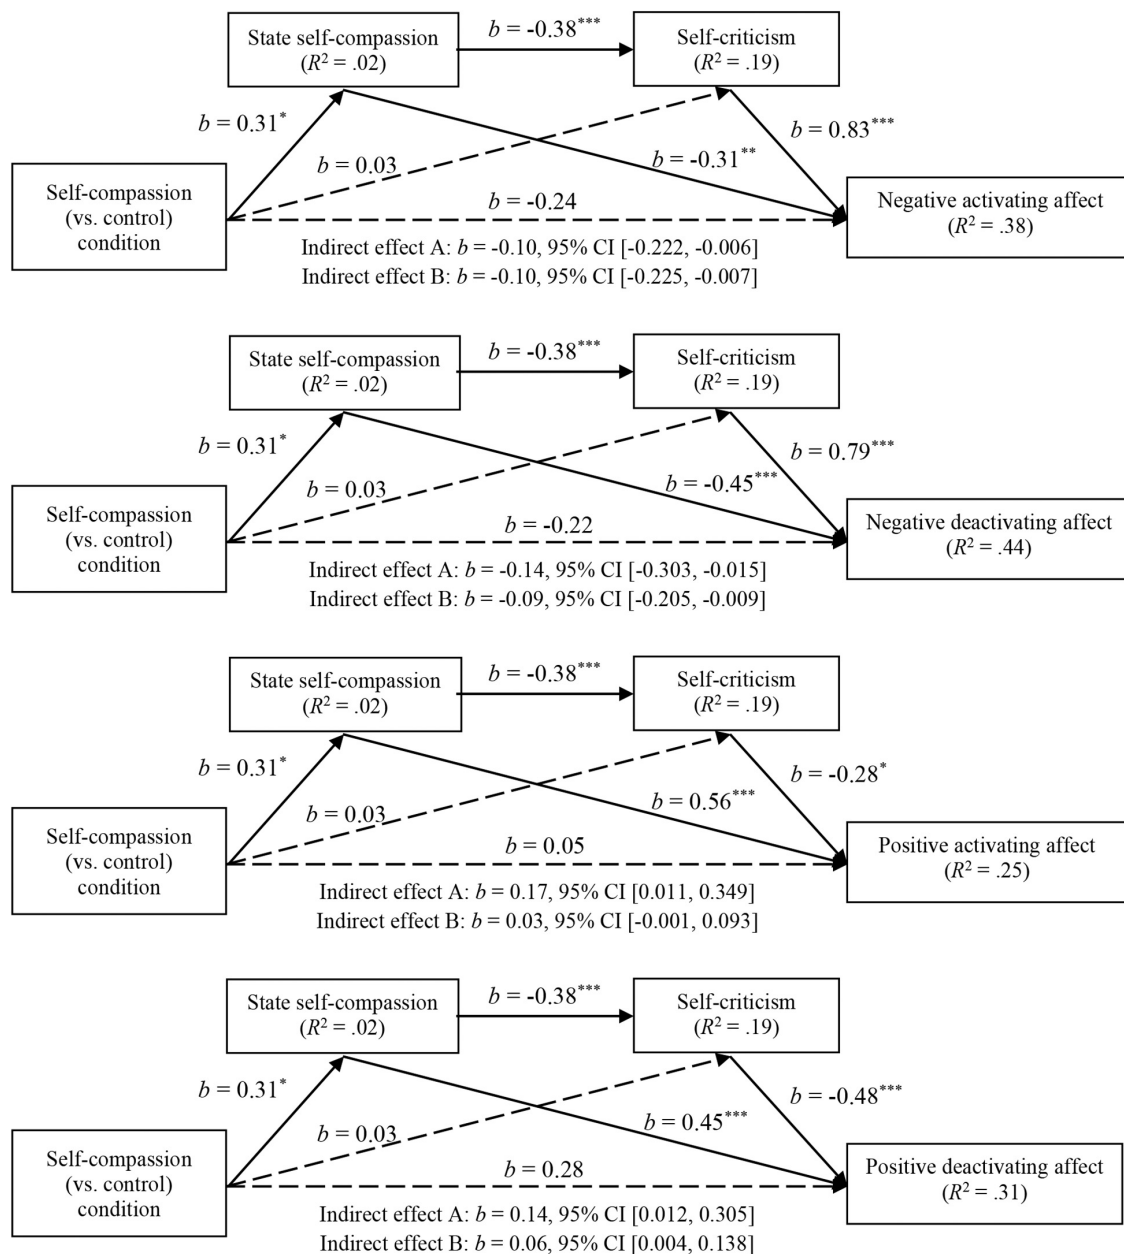 State self-compassion
(R² = .02)
b = -0.38***
Self-criticism
(R² = .19)
b = 0.31*
b = 0.03
b = -0.31**
b = 0.83***
Self-compassion
(vs. control)
condition
b = -0.24
Negative activating affect
(R² = .38)
Indirect effect A: b = -0.10, 95% CI [-0.222, -0.006]
Indirect effect B: b = -0.10, 95% CI [-0.225, -0.007]
State self-compassion
(R² = .02)
b = -0.38***
Self-criticism
(R² = .19)
b = 0.31*
b = 0.03
b = -0.45***
b = 0.79***
Self-compassion
(vs. control)
condition
b = -0.22
Negative deactivating affect
(R² = .44)
Indirect effect A: b = -0.14, 95% CI [-0.303, -0.015]
Indirect effect B: b = -0.09, 95% CI [-0.205, -0.009]
State self-compassion
(R² = .02)
b = -0.38***
Self-criticism
(R² = .19)
b = 0.31*
b = 0.03
b = 0.56***
b = -0.28*
Self-compassion
(vs. control)
condition
b = 0.05
Positive activating affect
(R² = .25)
Indirect effect A: b = 0.17, 95% CI [0.011, 0.349]
Indirect effect B: b = 0.03, 95% CI [-0.001, 0.093]
State self-compassion
(R² = .02)
b = -0.38***
Self-criticism
(R² = .19)
b = 0.31*
b = 0.03
b = 0.45***
b = -0.48***
Self-compassion
(vs. control)
condition
b = 0.28
Positive deactivating affect
(R² = .31)
Indirect effect A: b = 0.14, 95% CI [0.012, 0.305]
Indirect effect B: b = 0.06, 95% CI [0.004, 0.138]